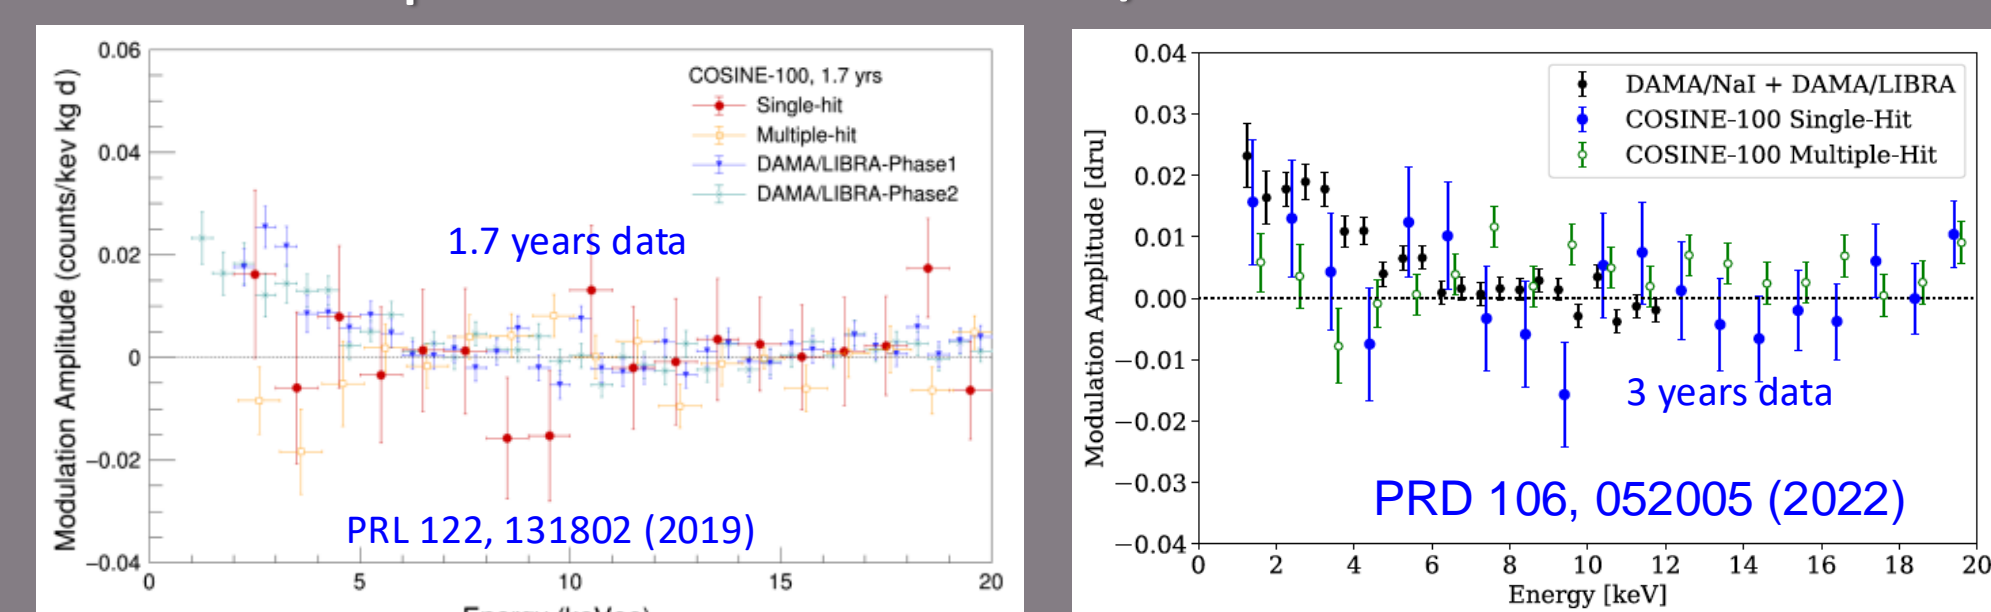 0.06
0.04
0.02
0
−0.02
−0.04
Modulation Amplitude (counts/kev kg d)
COSINE-100, 1.7 yrs
Single-hit
Multiple-hit
DAMA/LIBRA-Phase1
DAMA/LIBRA-Phase2
1.7 years data
PRL 122, 131802 (2019)
0 5 10 15 20
0.04
0.03
0.02
0.01
0.00
−0.01
−0.02
−0.03
−0.04
Modulation Amplitude [dru]
DAMA/NaI + DAMA/LIBRA
COSINE-100 Single-Hit
COSINE-100 Multiple-Hit
3 years data
PRD 106, 052005 (2022)
0 2 4 6 8 10 12 14 16 18 20
Energy [keV]